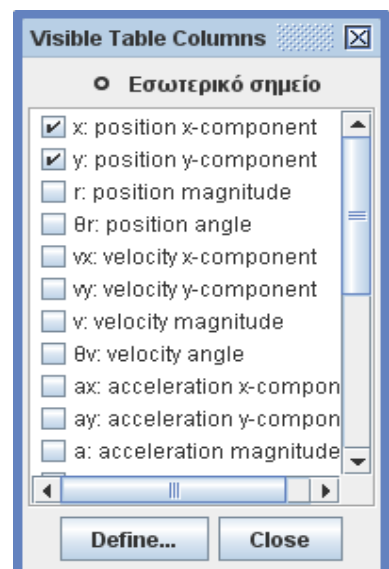 Visible Table Columns
Εσωτερικό σημείο
x: position x-component
y: position y-component
r: position magnitude
θr: position angle
vx: velocity x-component
vy: velocity y-component
v: velocity magnitude
θv: velocity angle
ax: acceleration x-compon
ay: acceleration y-compon
a: acceleration magnitude
Define... Close